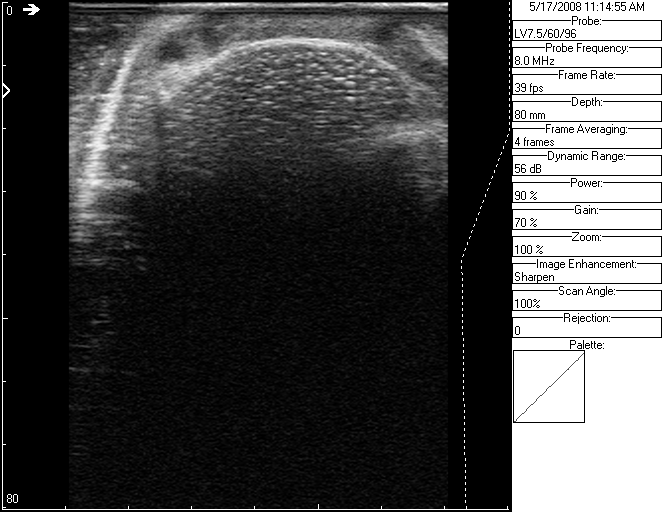 0
80
5/17/2008 11:14:55 AM
Probe:
LV7.5/60/96
Probe Frequency:
8.0 MHz
Frame Rate:
39 fps
Depth:
80 mm
Frame Averaging:
4 frames
Dynamic Range:
56 dB
Power:
90 %
Gain:
70 %
Zoom:
100 %
Image Enhancement:
Sharpen
Scan Angle:
100%
Rejection:
0
Palette: